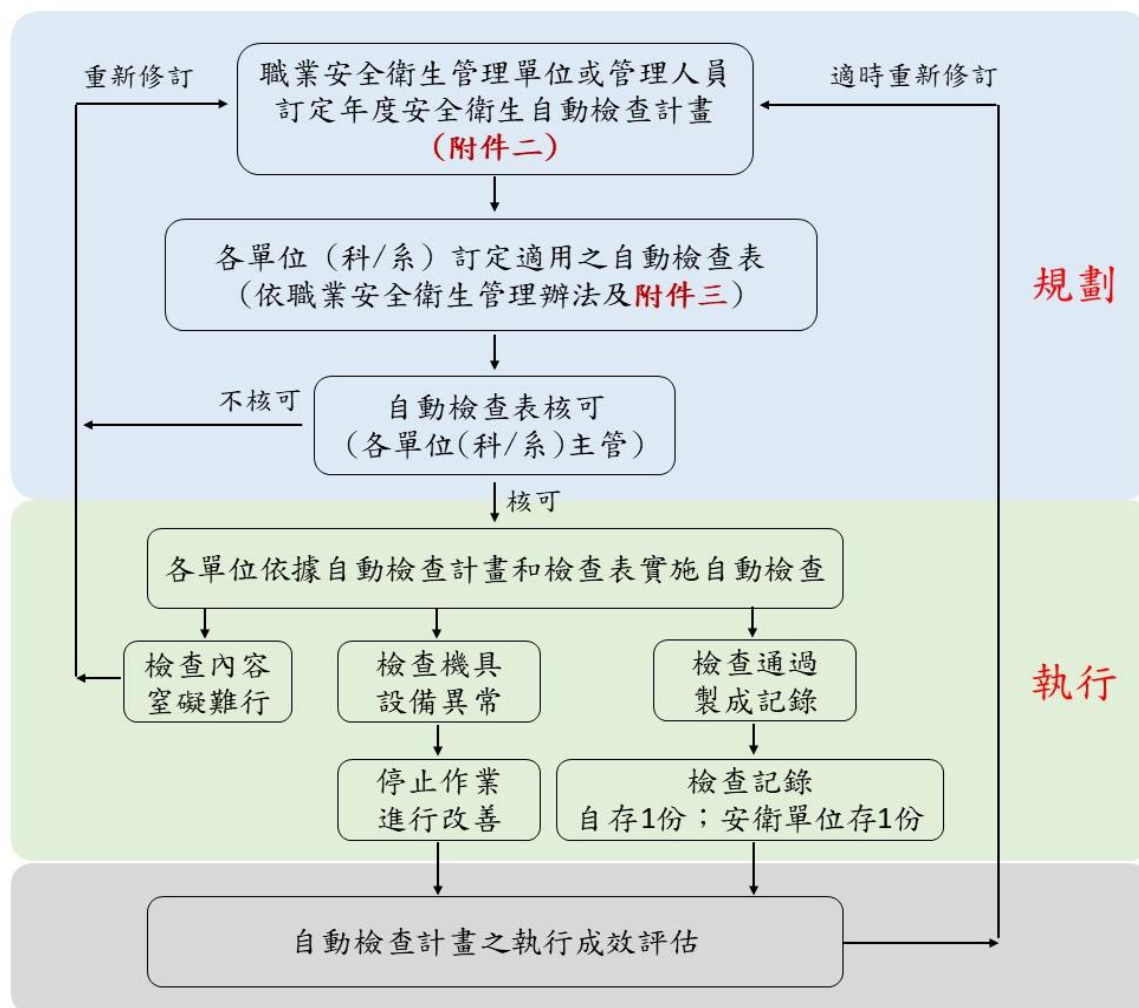 重新修訂
職業安全衛生管理單位或管理人員
訂定年度安全衛生自動檢查計畫
（附件二）
適時重新修訂
各單位（科/系）訂定適用之自動檢查表
（依職業安全衛生管理辦法及附件三）
規劃
不核可
自動檢查表核可
（各單位(科/系)主管）
核可
各單位依據自動檢查計畫和檢查表實施自動檢查
檢查內容
窒礙難行
檢查機具
設備異常
檢查通過
製成記錄
執行
停止作業
進行改善
檢查記錄
自存1份；安衛單位存1份
自動檢查計畫之執行成效評估